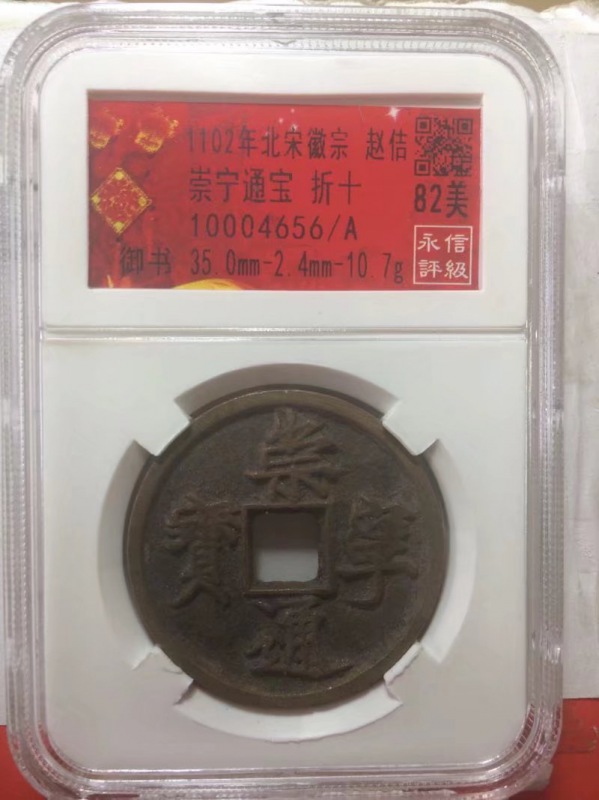 1102年北宋徽宗 赵佶
崇宁通宝 折十
82美
10004656/A
御书 35.0mm-2.4mm-10.7g
永信
評級
崇
寧
通
寶